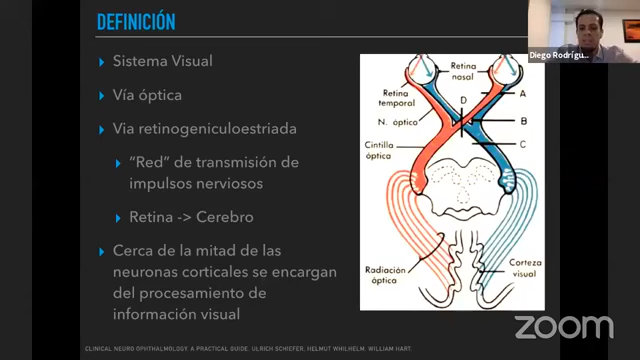 DEFINICIÓN
Sistema Visual
Vía óptica
Via retinogeniculoestriada
“Red” de transmisión de
impulsos nerviosos
Retina -> Cerebro
Cerca de la mitad de las
neuronas corticales se encargan
del procesamiento de
información visual
Retina
nasal
Retina
temporal
D
A
N. óptico
B
Cintilla
óptica
C
Radiación
óptica
Corteza
visual
CLINICAL NEURO OPHTHALMOLOGY. A PRACTICAL GUIDE. ULRICH SCHIEFER; HELMUT WHILHELM. WILLIAM HART.
Diego Rodrígu...
zoom